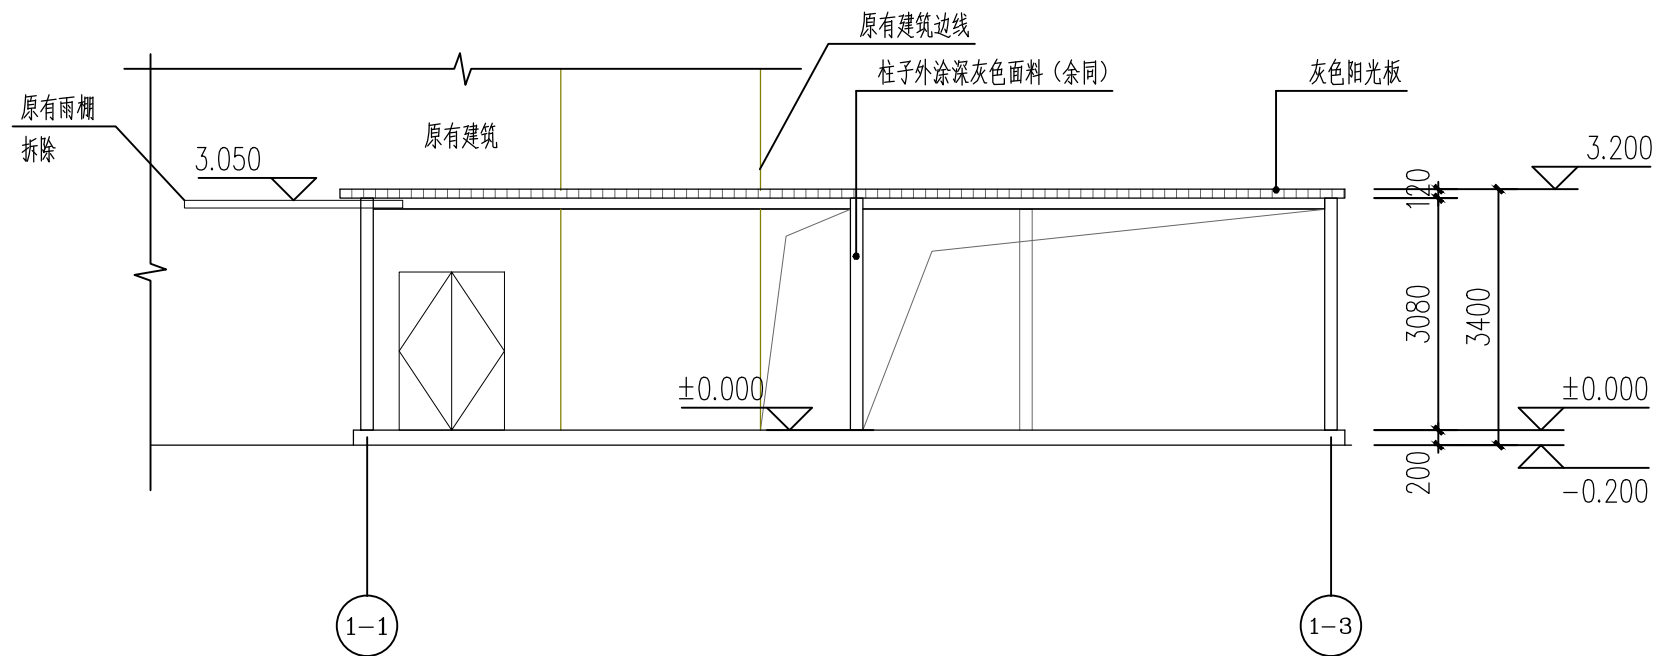 原有建筑边线
柱子外涂深灰色面料（余同）
灰色阳光板
原有雨棚
拆除
原有建筑
3.050
3.200
120
3080
3400
±0.000
±0.000
200
-0.200
1-1
1-3